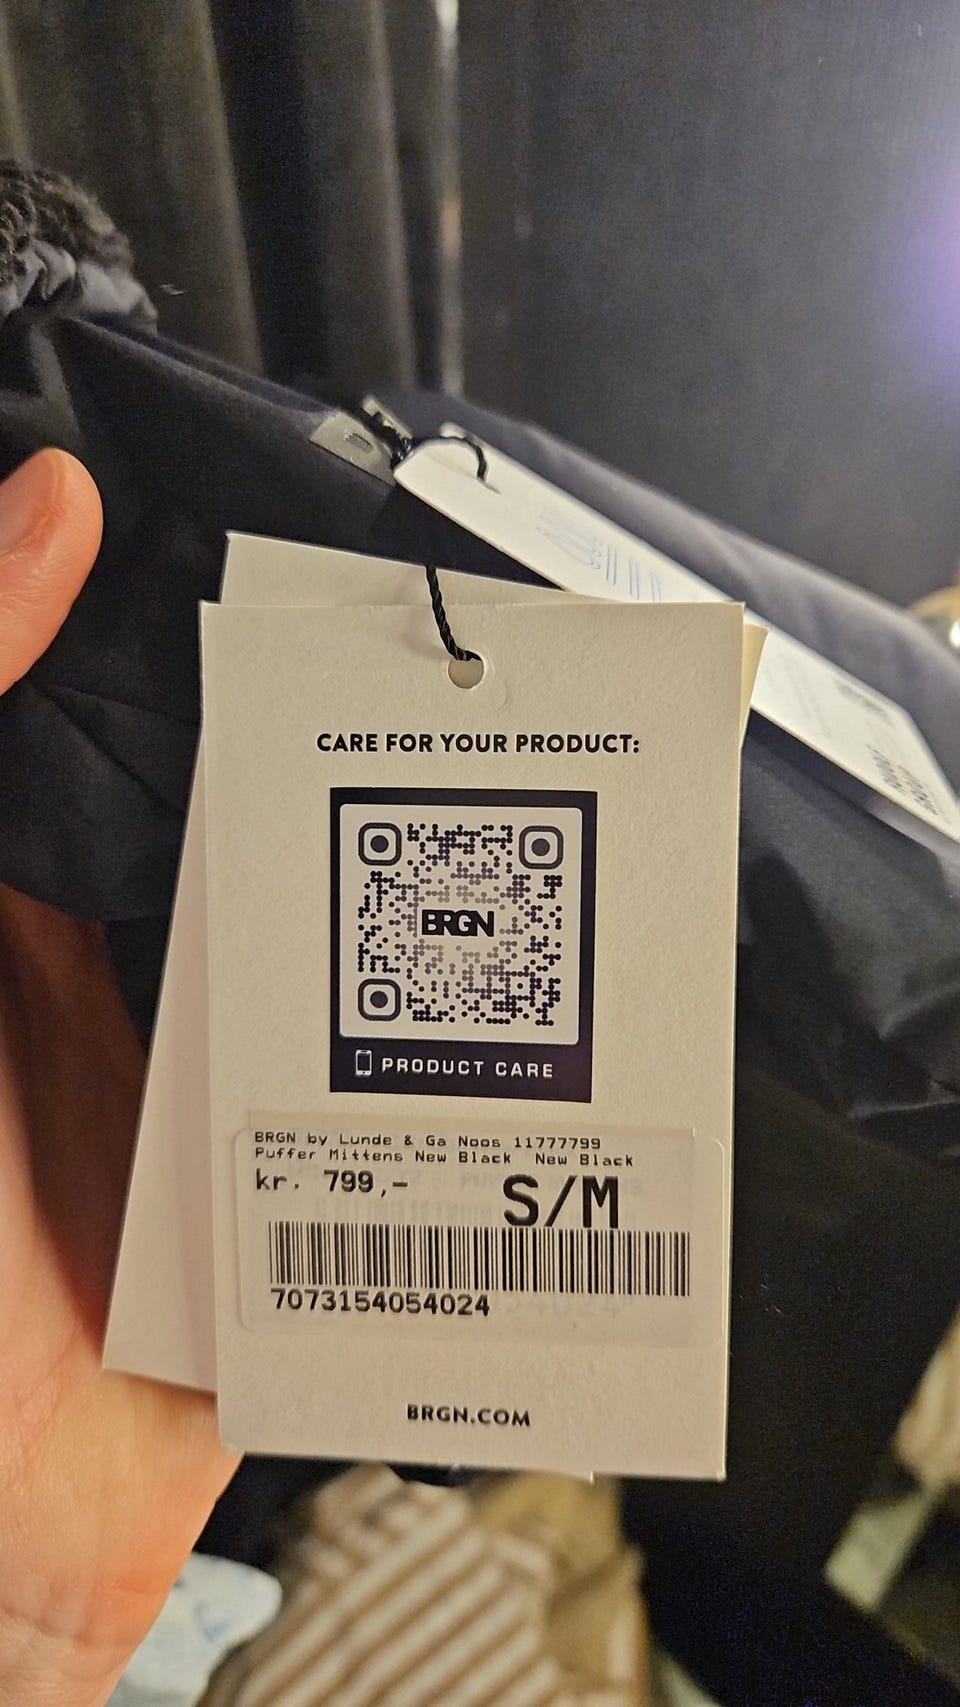 CARE FOR YOUR PRODUCT:
BRGN
PRODUCT CARE
BRGN by Lunde & Ga Noos 11777799
Puffer Mittens New Black New Black
kr. 799,-
S/M
7073154054024
BRGN.COM